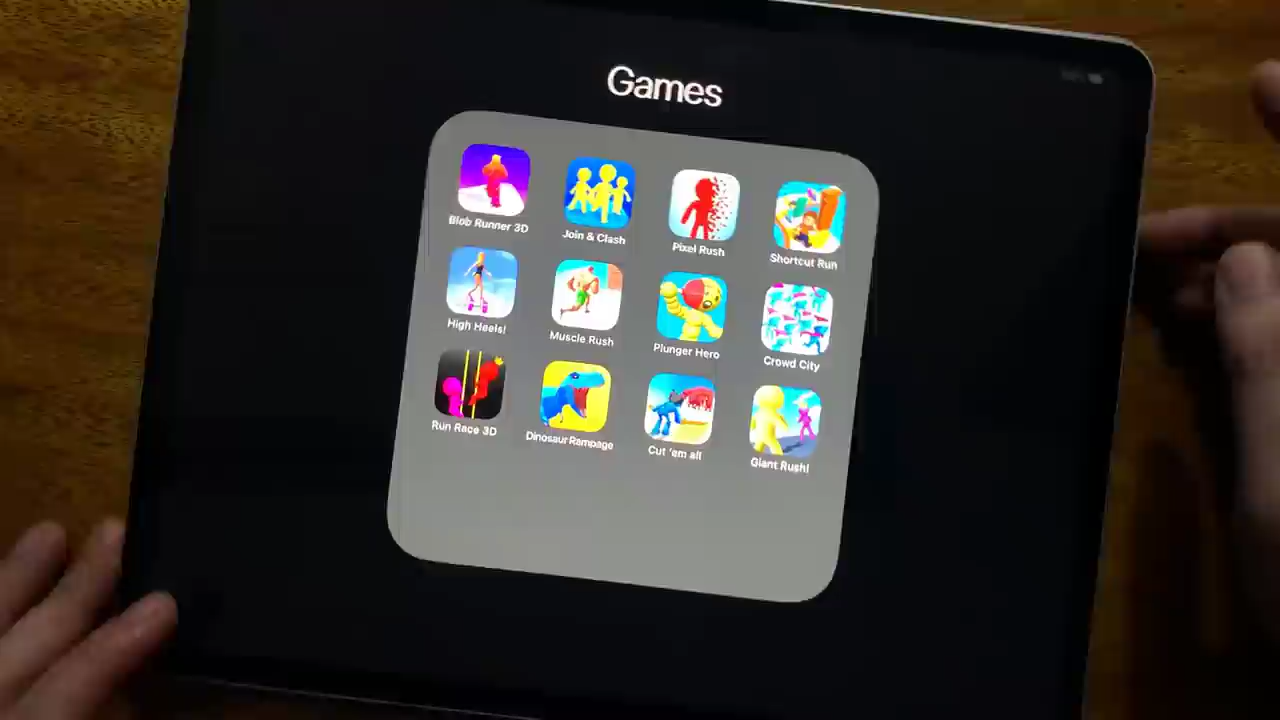 Games
Blob Runner 3D
Join & Clash
Pixel Rush
Shortcut Run
High Heels!
Muscle Rush
Plunger Hero
Crowd City
Run Race 3D
Dinosaur Rampage
Cut 'em all
Giant Rush!